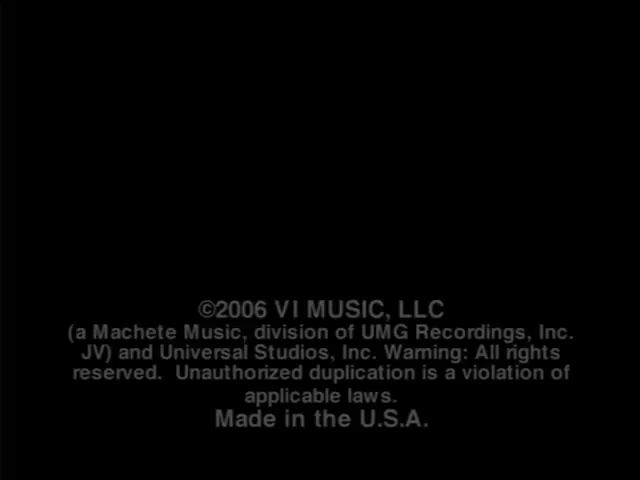 ©2006 VI MUSIC, LLC
(a Machete Music, division of UMG Recordings, Inc.
JV) and Universal Studios, Inc. Warning: All rights
reserved.  Unauthorized duplication is a violation of
applicable laws.
Made in the U.S.A.